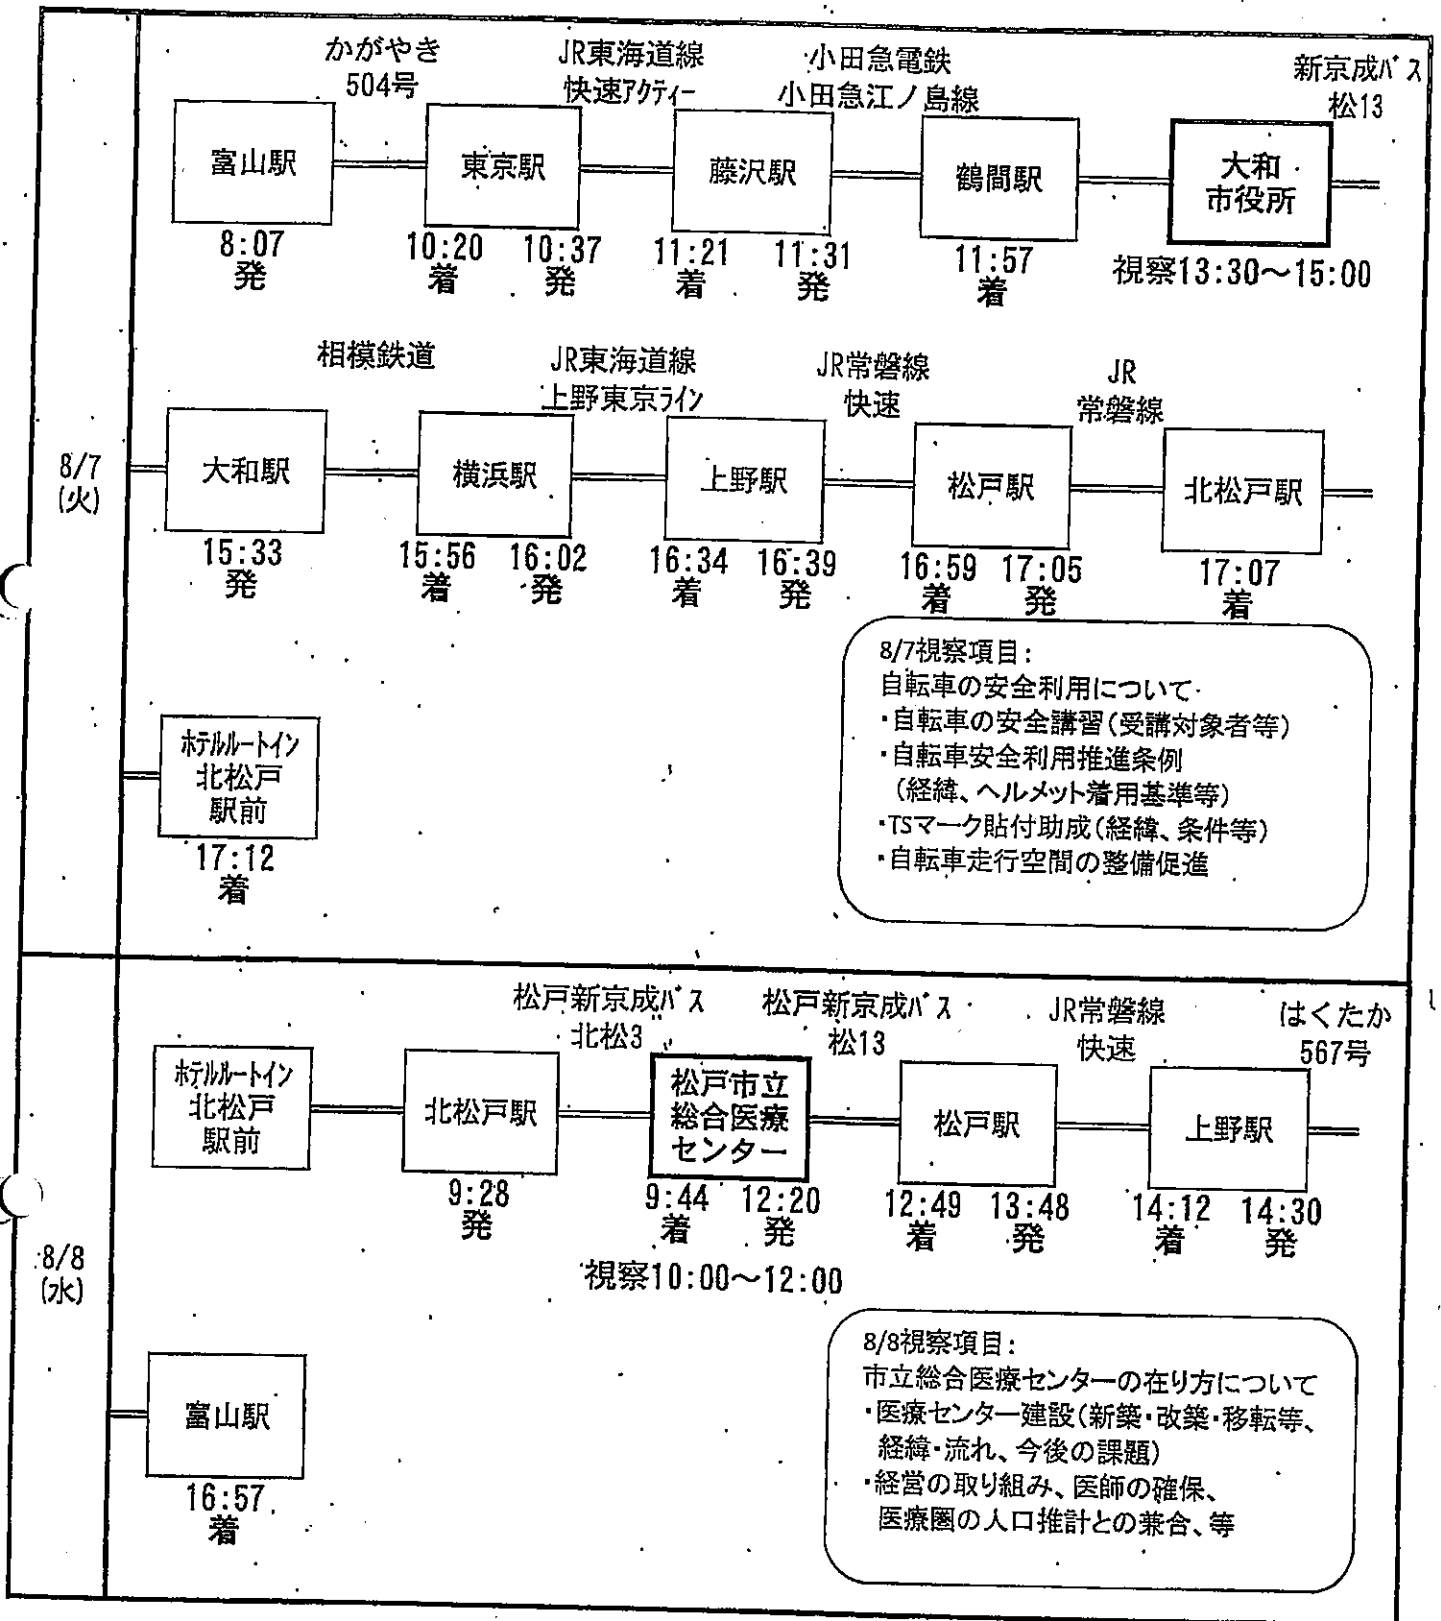 かがやき
504号
JR東海道線
快速アクティー
小田急電鉄
小田急江ノ島線
新京成バス
松13
富山駅
東京駅
藤沢駅
鶴間駅
大和
市役所
8:07
発
10:20
着
10:37
発
11:21
着
11:31
発
11:57
着
視察13:30～15:00
8/7
(火)
相模鉄道
JR東海道線
上野東京ライン
JR常磐線
快速
JR
常磐線
大和駅
横浜駅
上野駅
松戸駅
北松戸駅
15:33
発
15:56
着
16:02
発
16:34
着
16:39
発
16:59
着
17:05
発
17:07
着
ホテルルートイン
北松戸
駅前
17:12
着
8/7視察項目:
自転車の安全利用について
・自転車の安全講習(受講対象者等)
・自転車安全利用推進条例
(経緯、ヘルメット着用基準等)
・TSマーク貼付助成(経緯、条件等)
・自転車走行空間の整備促進
8/8
(水)
松戸新京成バス
北松3
松戸新京成バス
松13
JR常磐線
快速
はくたか
567号
ホテルルートイン
北松戸
駅前
北松戸駅
松戸市立
総合医療
センター
松戸駅
上野駅
9:28
発
9:44
着
12:20
発
12:49
着
13:48
発
14:12
着
14:30
発
視察10:00～12:00
富山駅
16:57
着
8/8視察項目:
市立総合医療センターの在り方について
・医療センター建設(新築・改築・移転等、
経緯・流れ、今後の課題)
・経営の取り組み、医師の確保、
医療圏の人口推計との兼合、等